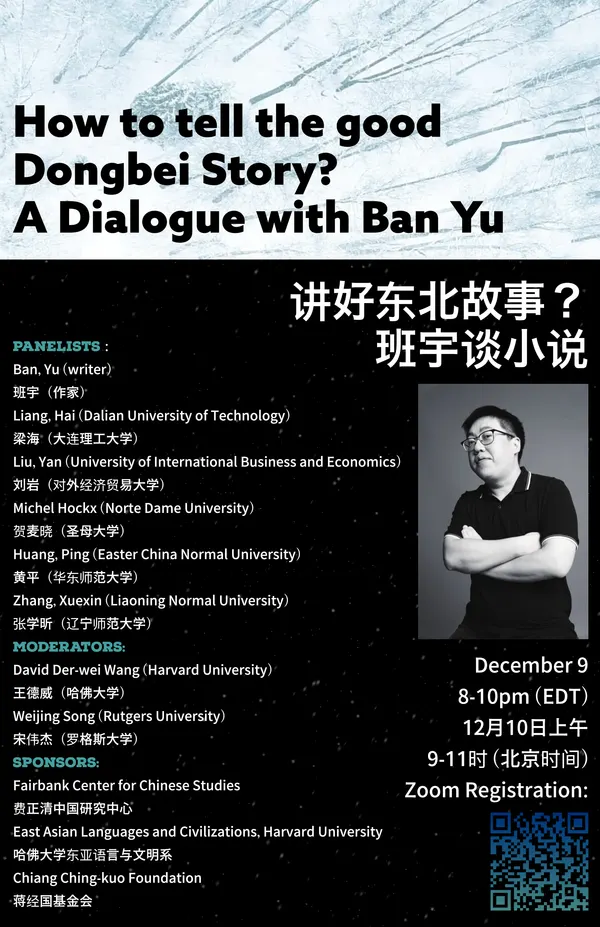 How to tell the good
Dongbei Story?
A Dialogue with Ban Yu
讲好东北故事？
班宇谈小说
PANELISTS :
Ban, Yu (writer)
班宇（作家）
Liang, Hai (Dalian University of Technology)
梁海（大连理工大学）
Liu, Yan (University of International Business and Economics)
刘岩（对外经济贸易大学）
Michel Hockx (Norte Dame University)
贺麦晓（圣母大学）
Huang, Ping (Easter China Normal University)
黄平（华东师范大学）
Zhang, Xuexin (Liaoning Normal University)
张学昕（辽宁师范大学）
MODERATORS:
David Der-wei Wang (Harvard University)
王德威（哈佛大学）
Weijing Song (Rutgers University)
宋伟杰（罗格斯大学）
SPONSORS:
Fairbank Center for Chinese Studies
费正清中国研究中心
East Asian Languages and Civilizations, Harvard University
哈佛大学东亚语言与文明系
Chiang Ching-kuo Foundation
蒋经国基金会
December 9
8-10pm (EDT)
12月10日上午
9-11时（北京时间）
Zoom Registration: